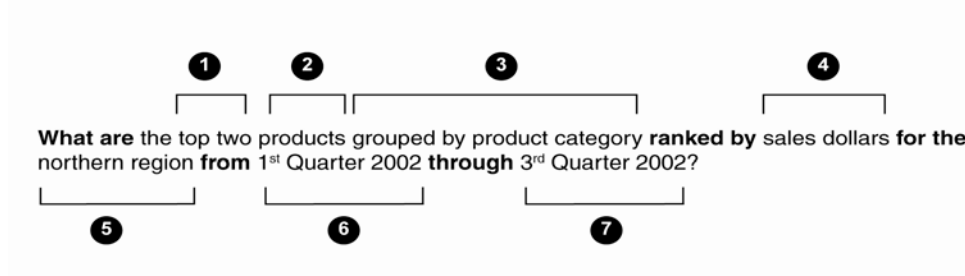 1 2 3 4
What are the top two products grouped by product category ranked by sales dollars for the
northern region from 1st Quarter 2002 through 3rd Quarter 2002?
5 6 7